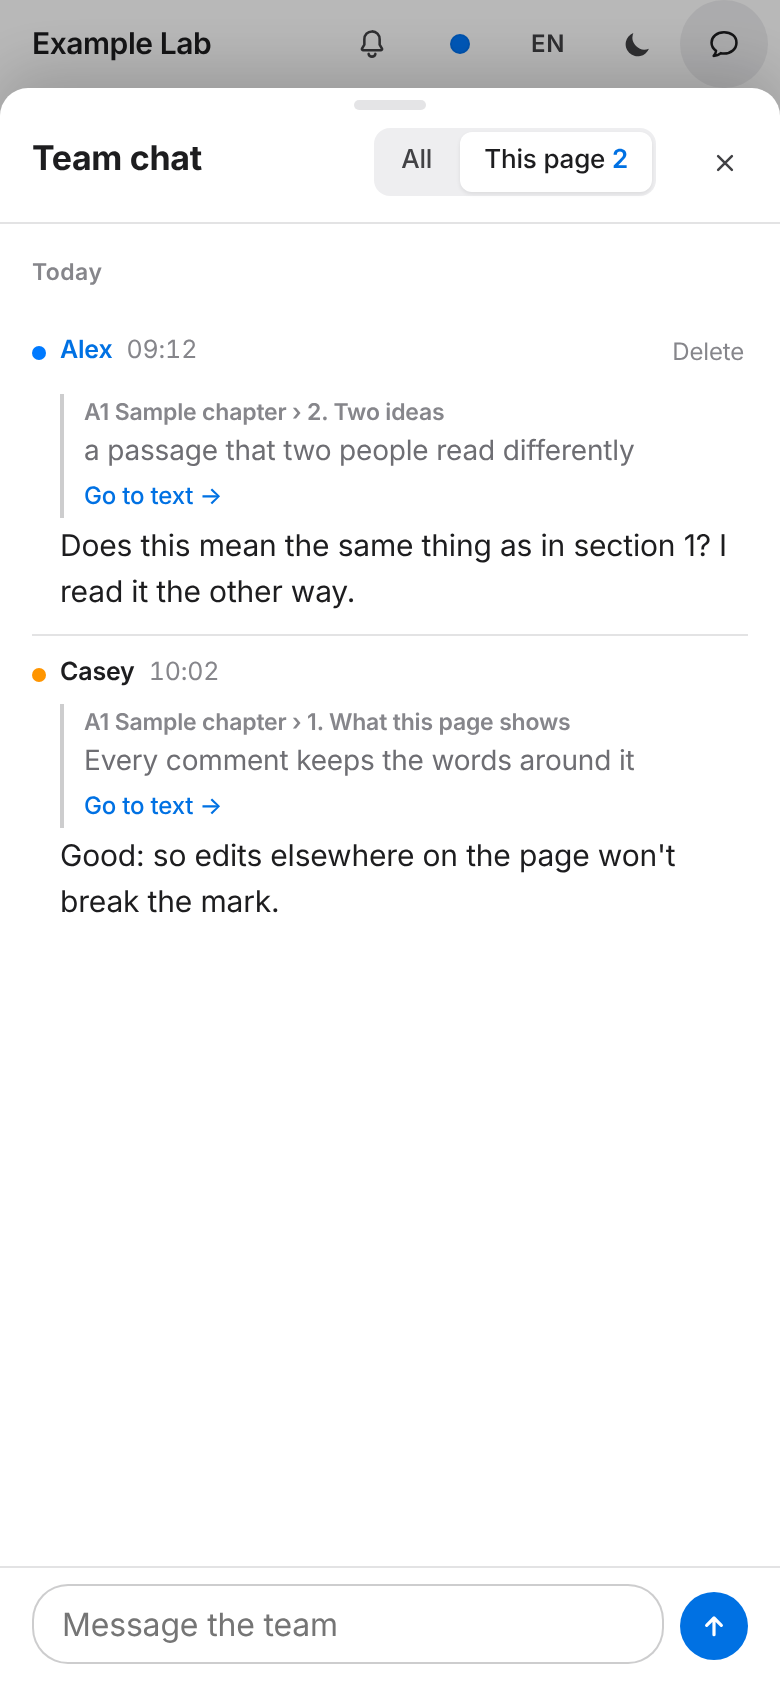 Example Lab
EN
Team chat
All
This page 2
Today
Alex 09:12
Delete
A1 Sample chapter › 2. Two ideas
a passage that two people read differently
Go to text →
Does this mean the same thing as in section 1? I
read it the other way.
Casey 10:02
A1 Sample chapter › 1. What this page shows
Every comment keeps the words around it
Go to text →
Good: so edits elsewhere on the page won't
break the mark.
Message the team